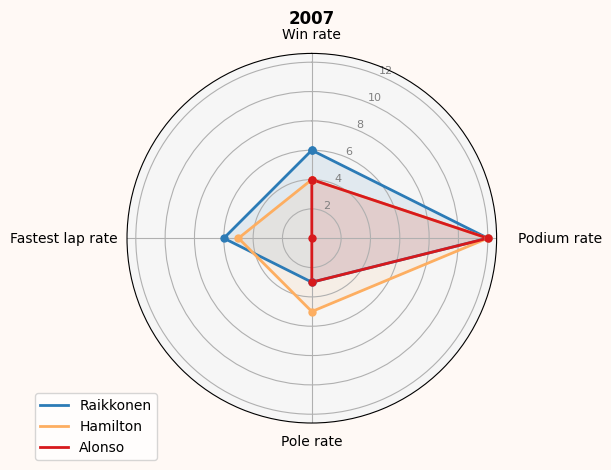 2007
Win rate
12
10
8
6
4
2
Fastest lap rate
Podium rate
Pole rate
Raikkonen
Hamilton
Alonso